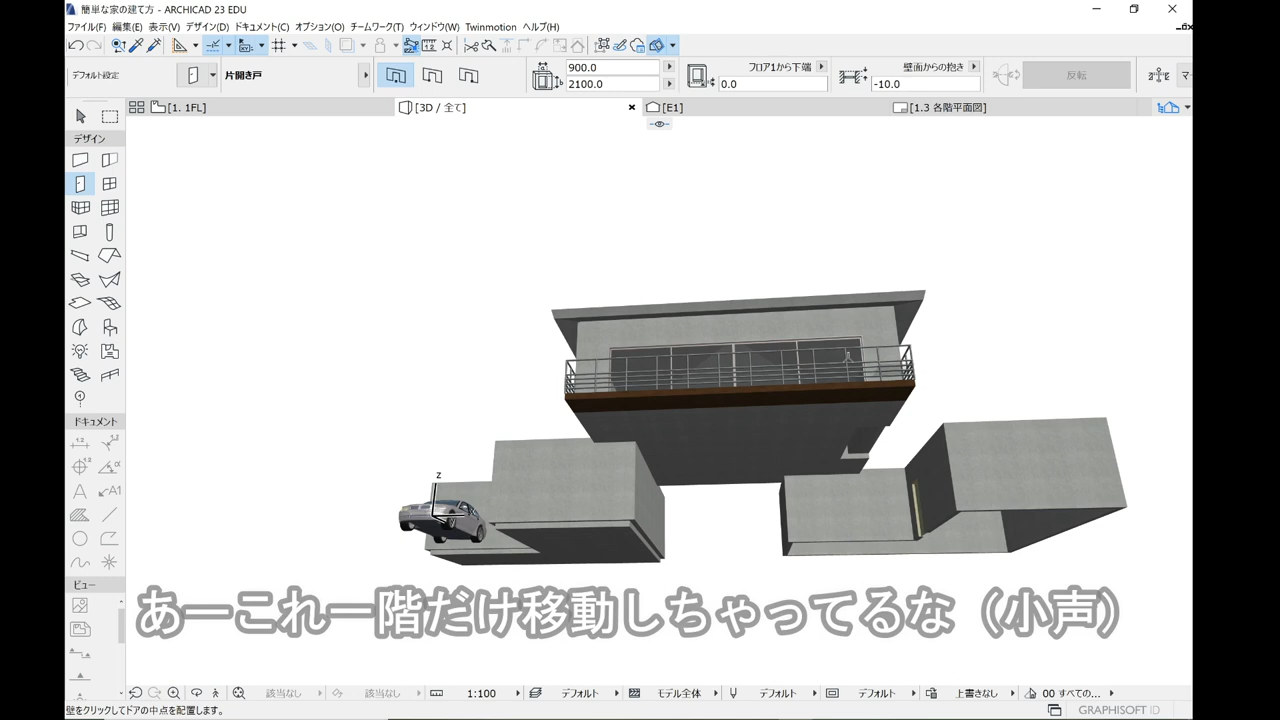 簡単な家の建て方 - ARCHICAD 23 EDU
ファイル(F) 編集(E) 表示(V) デザイン(D) ドキュメント(C) オプション(O) チームワーク(T) ウィンドウ(W) Twinmotion ヘルプ(H)
デフォルト設定
片開き戸
900.0
2100.0
フロア1から下端
0.0
壁面からの抱き
-10.0
反転
マー
[1. 1FL]
[3D / 全て]
[E1]
[1.3 各階平面図]
デザイン
ドキュメント
ビュー
z
あーこれ一階だけ移動しちゃってるな（小声）
該当なし
該当なし
1:100
デフォルト
モデル全体
デフォルト
デフォルト
上書きなし
00 すべての...
壁をクリックしてドアの中点を配置します。
GRAPHISOFT ID